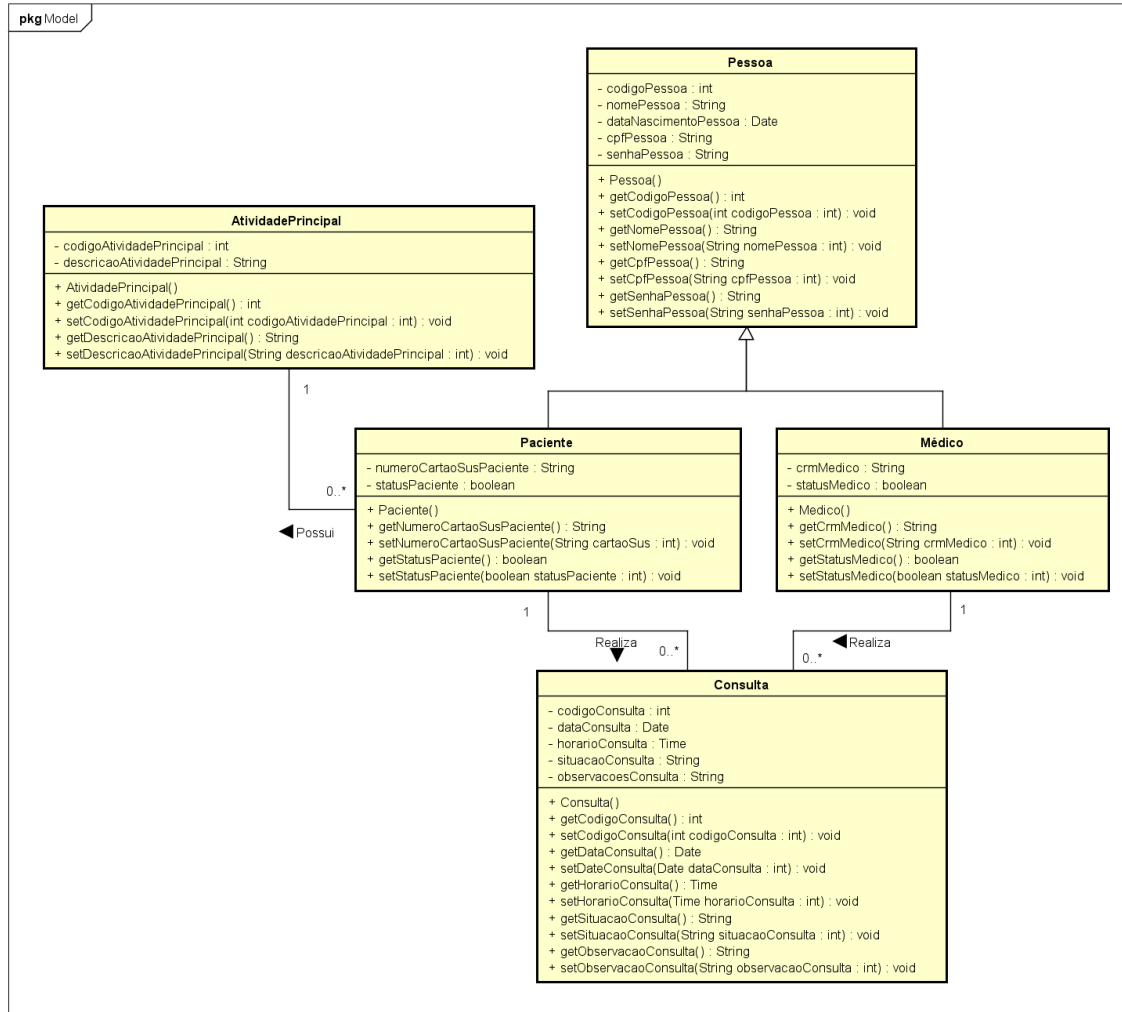 pkg Model
Pessoa
- codigoPessoa : int
- nomePessoa : String
- dataNascimentoPessoa : Date
- cpfPessoa : String
- senhaPessoa : String
+ Pessoa()
+ getCodigoPessoa() : int
+ setCodigoPessoa(int codigoPessoa : int) : void
+ getNomePessoa() : String
+ setNomePessoa(String nomePessoa : int) : void
+ getCpfPessoa() : String
+ setCpfPessoa(String cpfPessoa : int) : void
+ getSenhaPessoa() : String
+ setSenhaPessoa(String senhaPessoa : int) : void
AtividadePrincipal
- codigoAtividadePrincipal : int
- descricaoAtividadePrincipal : String
+ AtividadePrincipal()
+ getCodigoAtividadePrincipal() : int
+ setCodigoAtividadePrincipal(int codigoAtividadePrincipal : int) : void
+ getDescricaoAtividadePrincipal() : String
+ setDescricaoAtividadePrincipal(String descricaoAtividadePrincipal : int) : void
1
0..*
Possui
Paciente
- numeroCartaoSusPaciente : String
- statusPaciente : boolean
+ Paciente()
+ getNumeroCartaoSusPaciente() : String
+ setNumeroCartaoSusPaciente(String cartaoSus : int) : void
+ getStatusPaciente() : boolean
+ setStatusPaciente(boolean statusPaciente : int) : void
Médico
- crmMedico : String
- statusMedico : boolean
+ Medico()
+ getCrmMedico() : String
+ setCrmMedico(String crmMedico : int) : void
+ getStatusMedico() : boolean
+ setStatusMedico(boolean statusMedico : int) : void
1
Realiza
0..*
1
Realiza
0..*
Consulta
- codigoConsulta : int
- dataConsulta : Date
- horarioConsulta : Time
- situacaoConsulta : String
- observacoesConsulta : String
+ Consulta()
+ getCodigoConsulta() : int
+ setCodigoConsulta(int codigoConsulta : int) : void
+ getDataConsulta() : Date
+ setDateConsulta(Date dataConsulta : int) : void
+ getHorarioConsulta() : Time
+ setHorarioConsulta(Time horarioConsulta : int) : void
+ getSituacaoConsulta() : String
+ setSituacaoConsulta(String situacaoConsulta : int) : void
+ getObservacaoConsulta() : String
+ setObservacaoConsulta(String observacaoConsulta : int) : void